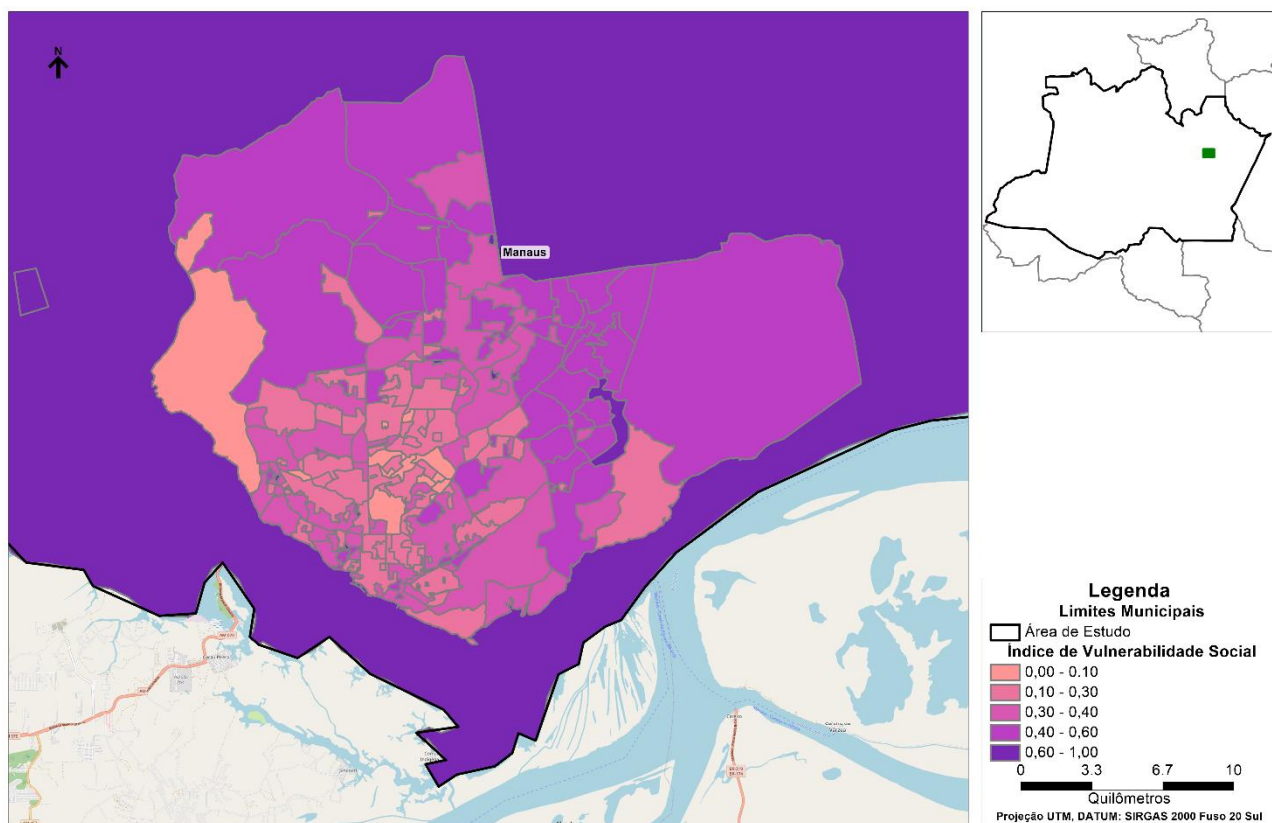 N
Manaus
Legenda
Limites Municipais
Área de Estudo
Índice de Vulnerabilidade Social
0,00 - 0.10
0,10 - 0,30
0,30 - 0,40
0,40 - 0,60
0,60 - 1,00
0 3.3 6.7 10
Quilômetros
Projeção UTM, DATUM: SIRGAS 2000 Fuso 20 Sul